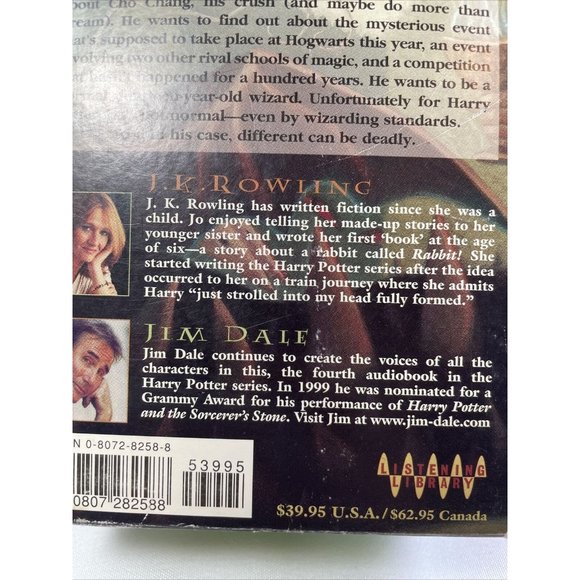 bout Cho Chang, his crush (and maybe do more than
ream). He wants to find out about the mysterious event
at's supposed to take place at Hogwarts this year, an event
volving two other rival schools of magic, and a competition
happened for a hundred years. He wants to be a
-year-old wizard. Unfortunately for Harry
normal—even by wizarding standards.
his case, different can be deadly.
J.K.ROWLING
J. K. Rowling has written fiction since she was a
child. Jo enjoyed telling her made-up stories to her
younger sister and wrote her first 'book' at the age
of six—a story about a rabbit called Rabbit! She
started writing the Harry Potter series after the idea
occurred to her on a train journey where she admits
Harry "just strolled into my head fully formed."
JIM DALE
Jim Dale continues to create the voices of all the
characters in this, the fourth audiobook in the
Harry Potter series. In 1999 he was nominated for a
Grammy Award for his performance of Harry Potter
and the Sorcerer's Stone. Visit Jim at www.jim-dale.com
N 0-8072-8258-8
53995
0807 282588
LISTENING
LIBRARY
$39.95 U.S.A./$62.95 Canada